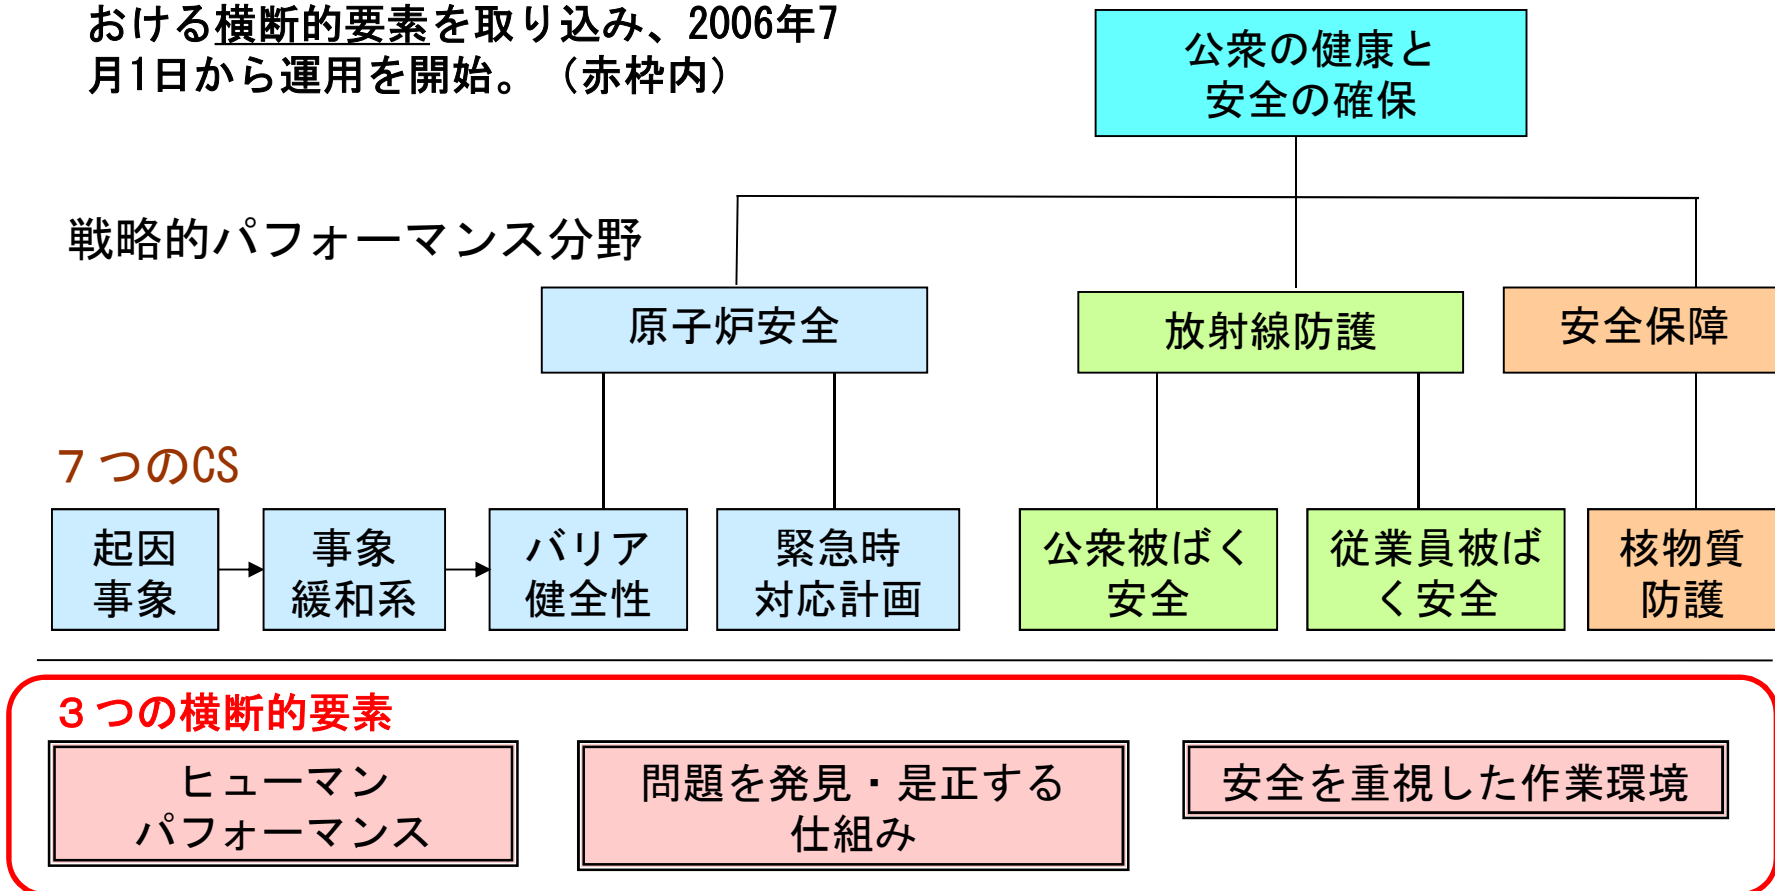 おける横断的要素を取り込み、2006年7
月1日から運用を開始。（赤枠内）
公衆の健康と
安全の確保
戦略的パフォーマンス分野
原子炉安全
放射線防護
安全保障
７つのCS
起因
事象
事象
緩和系
バリア
健全性
緊急時
対応計画
公衆被ばく
安全
従業員被ば
く安全
核物質
防護
３つの横断的要素
ヒューマン
パフォーマンス
問題を発見・是正する
仕組み
安全を重視した作業環境